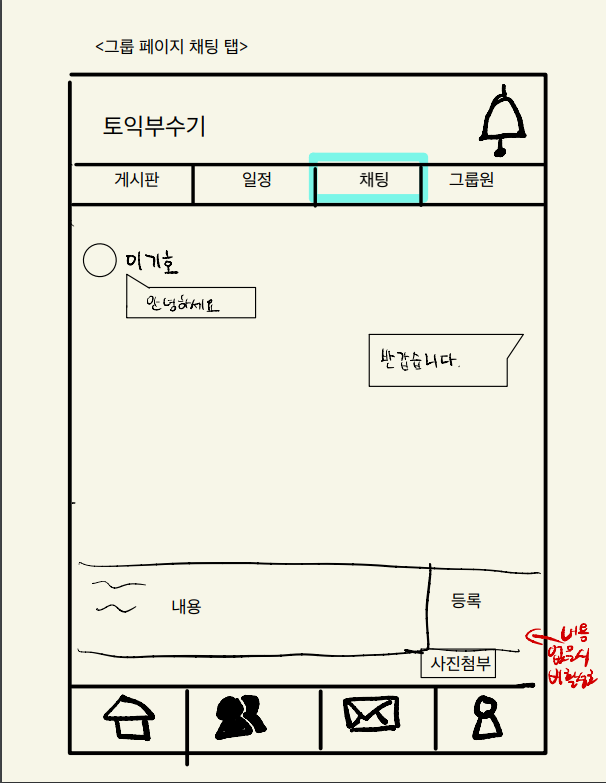 <그룹 페이지 채팅 탭>
토익부수기
게시판 일정 채팅 그룹원
이기호
안녕하세요
반갑습니다.
내용
등록
내용
없을시
비활성화
사진첨부